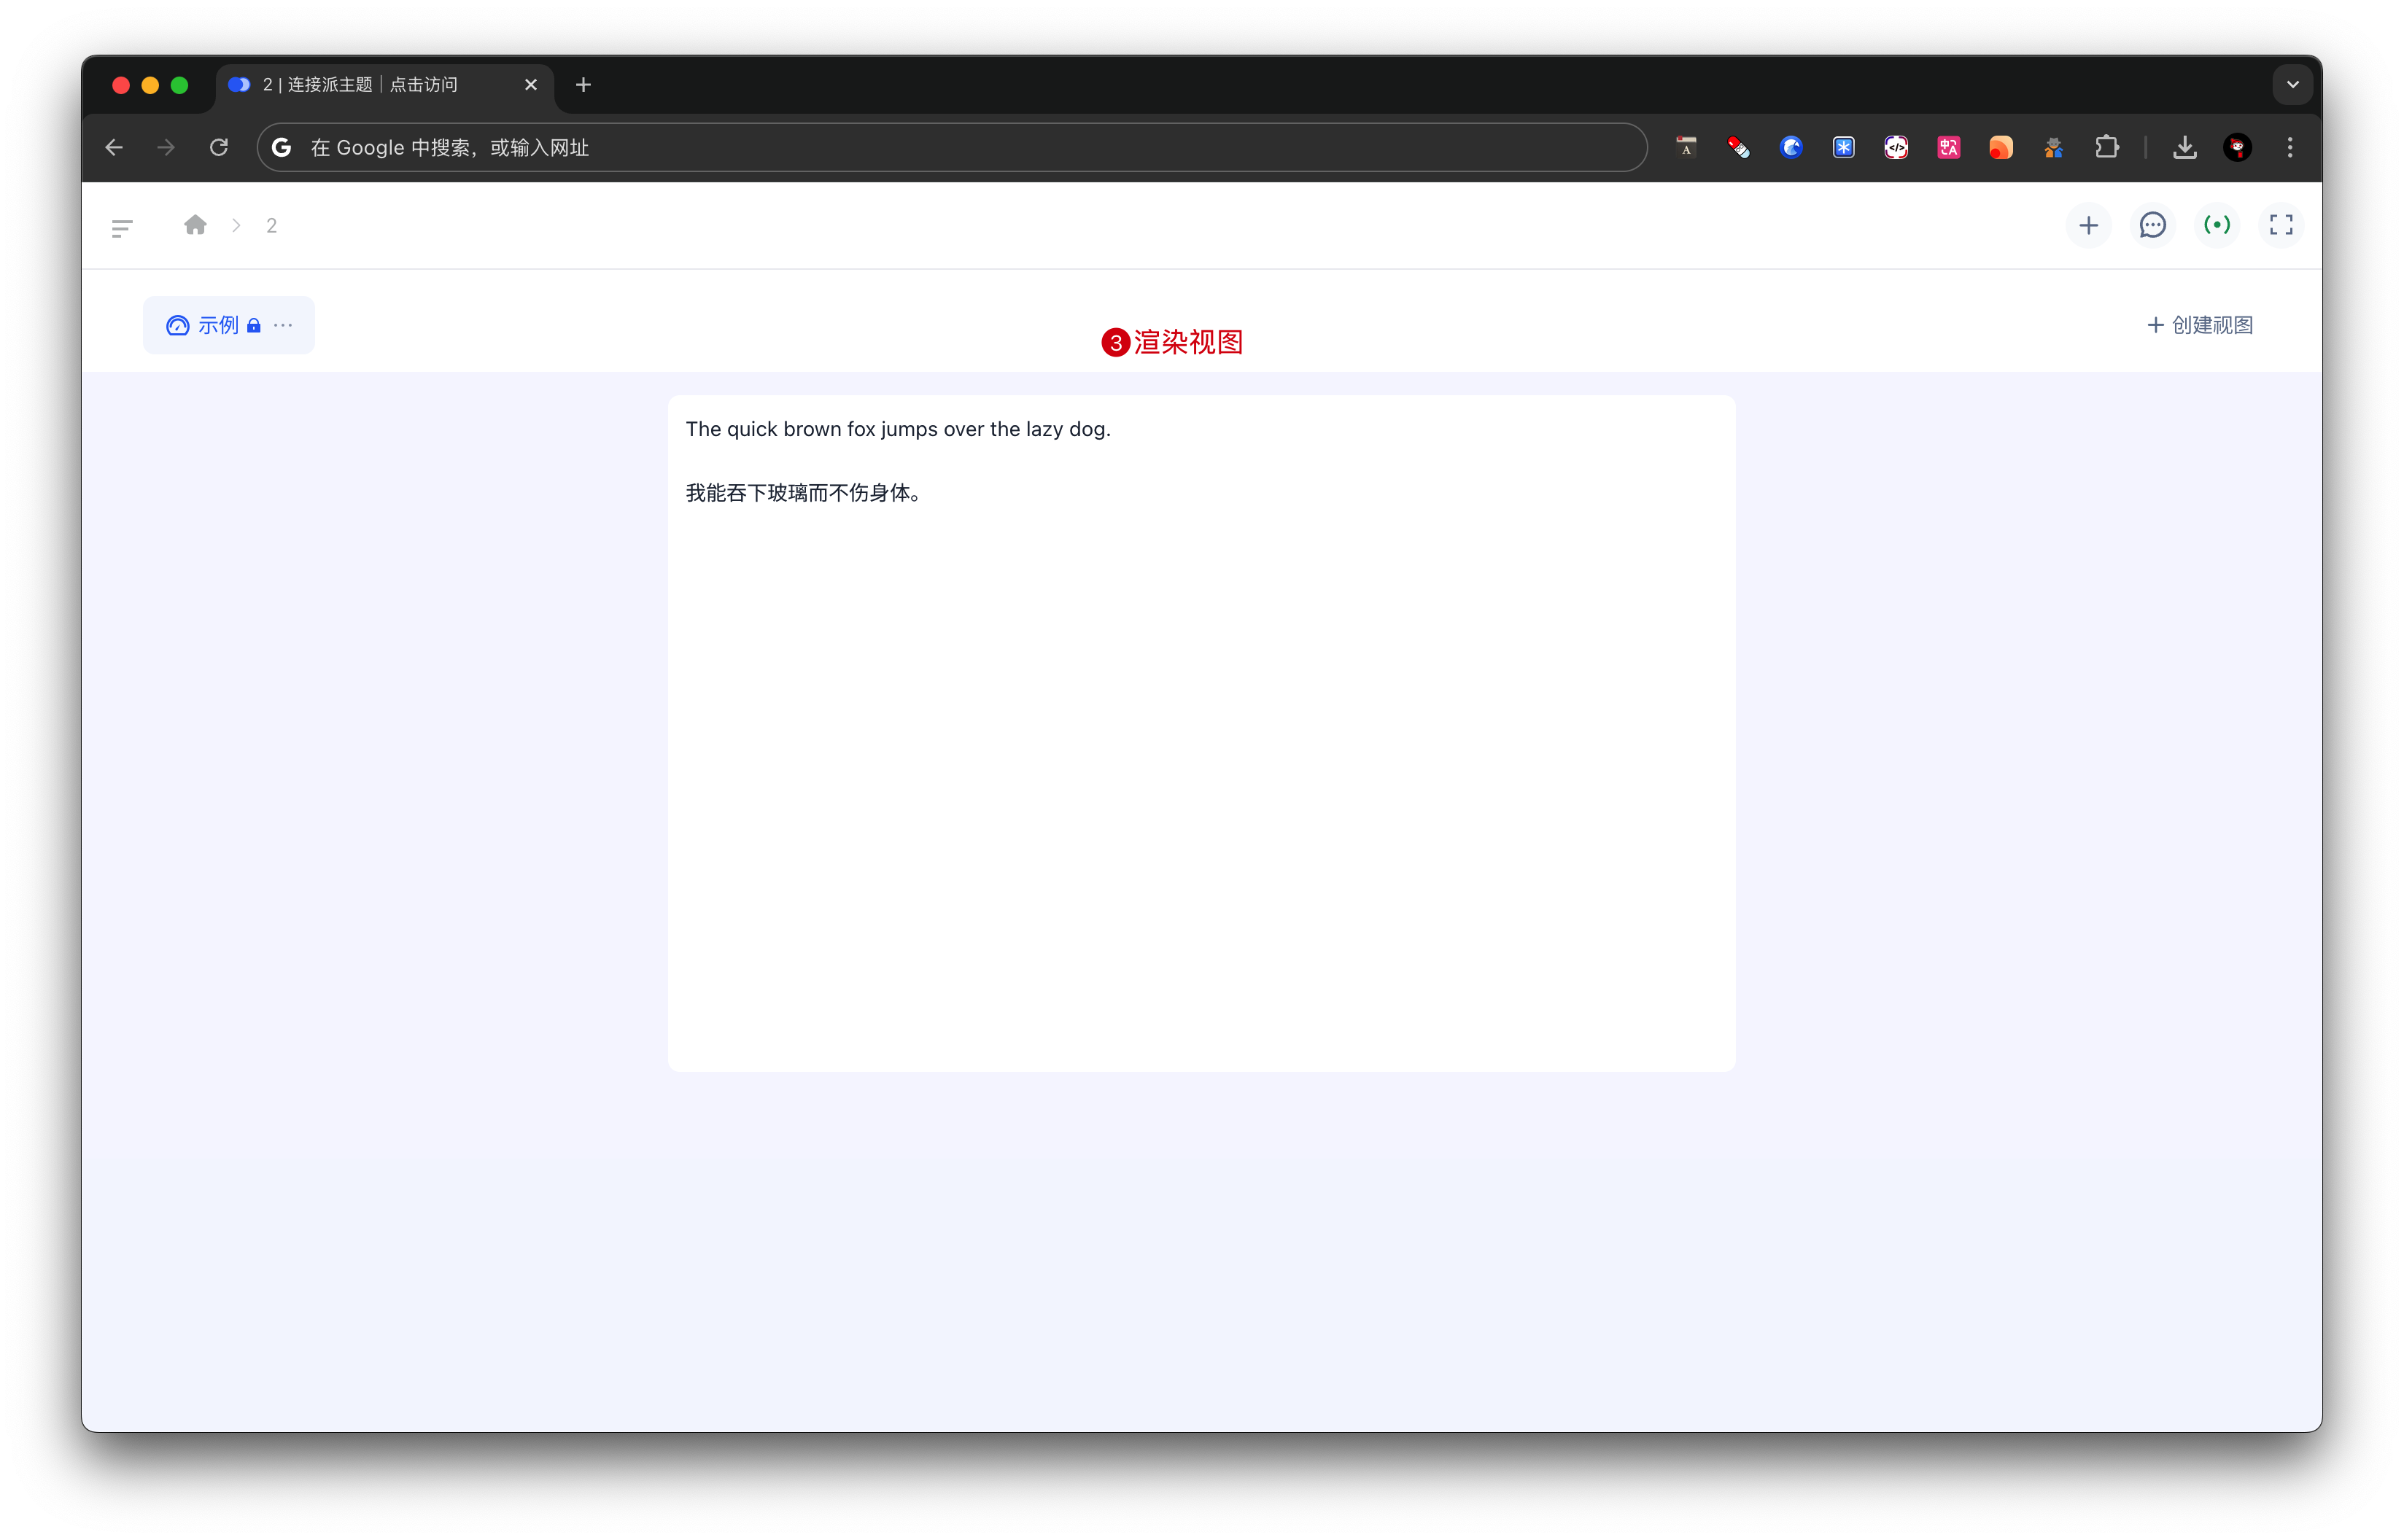 2 | 连接派主题｜点击访问
在 Google 中搜索，或输入网址
2
示例
创建视图
3渲染视图
The quick brown fox jumps over the lazy dog.
我能吞下玻璃而不伤身体。